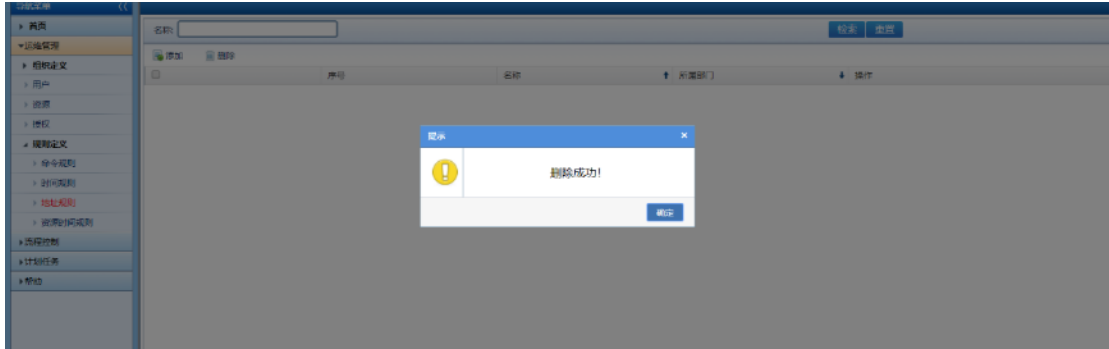 导航菜单
首页
运维管理
组织定义
用户
资源
授权
规则定义
命令规则
时间规则
地址规则
资源时间规则
流程控制
计划任务
帮助
名称:
检索 重置
添加 删除
序号 名称 所属部门 操作
提示
删除成功!
确定